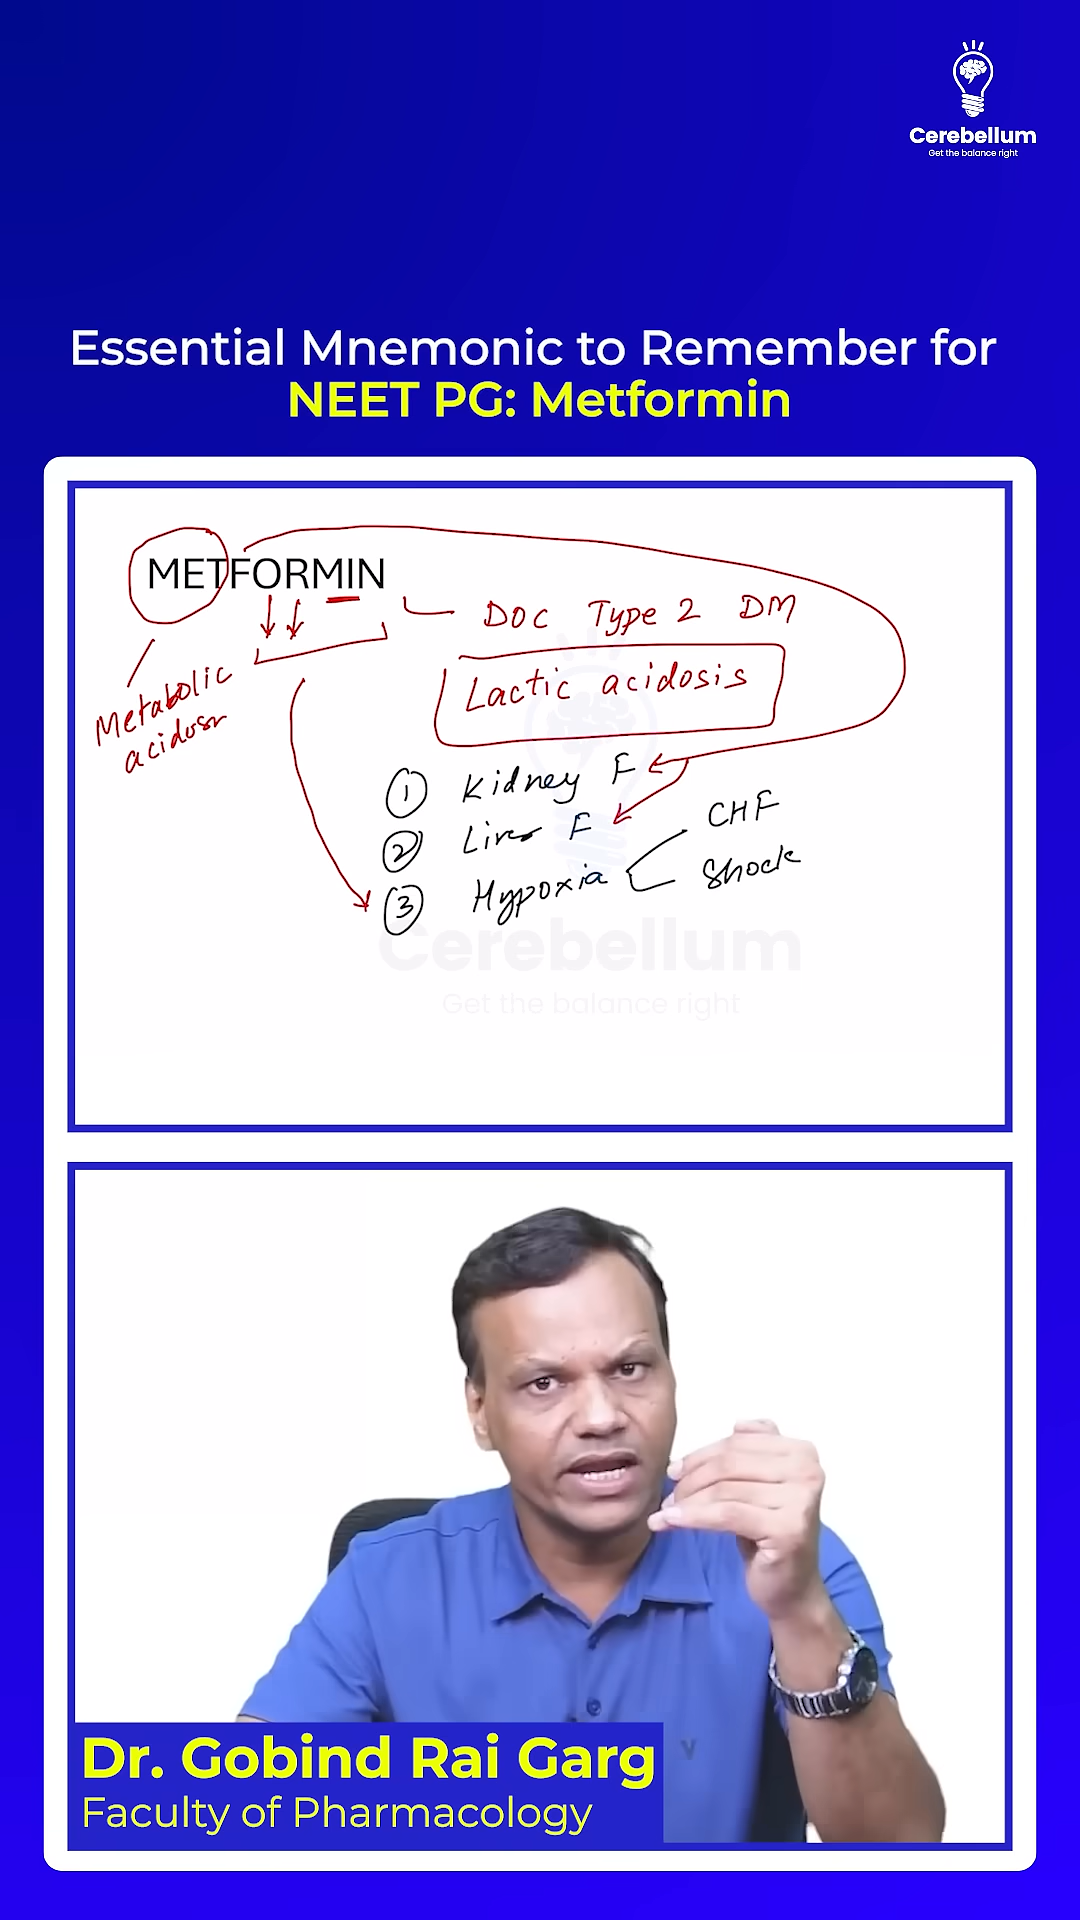 Cerebellum
Get the balance right
Essential Mnemonic to Remember for
NEET PG: Metformin
METFORMIN
DOC Type 2 DM
Lactic acidosis
Metabolic
acidosr
1 Kidney F
2 Liver F
CHF
3 Hypoxia
Shock
Cerebellum
Get the balance right
Dr. Gobind Rai Garg
Faculty of Pharmacology